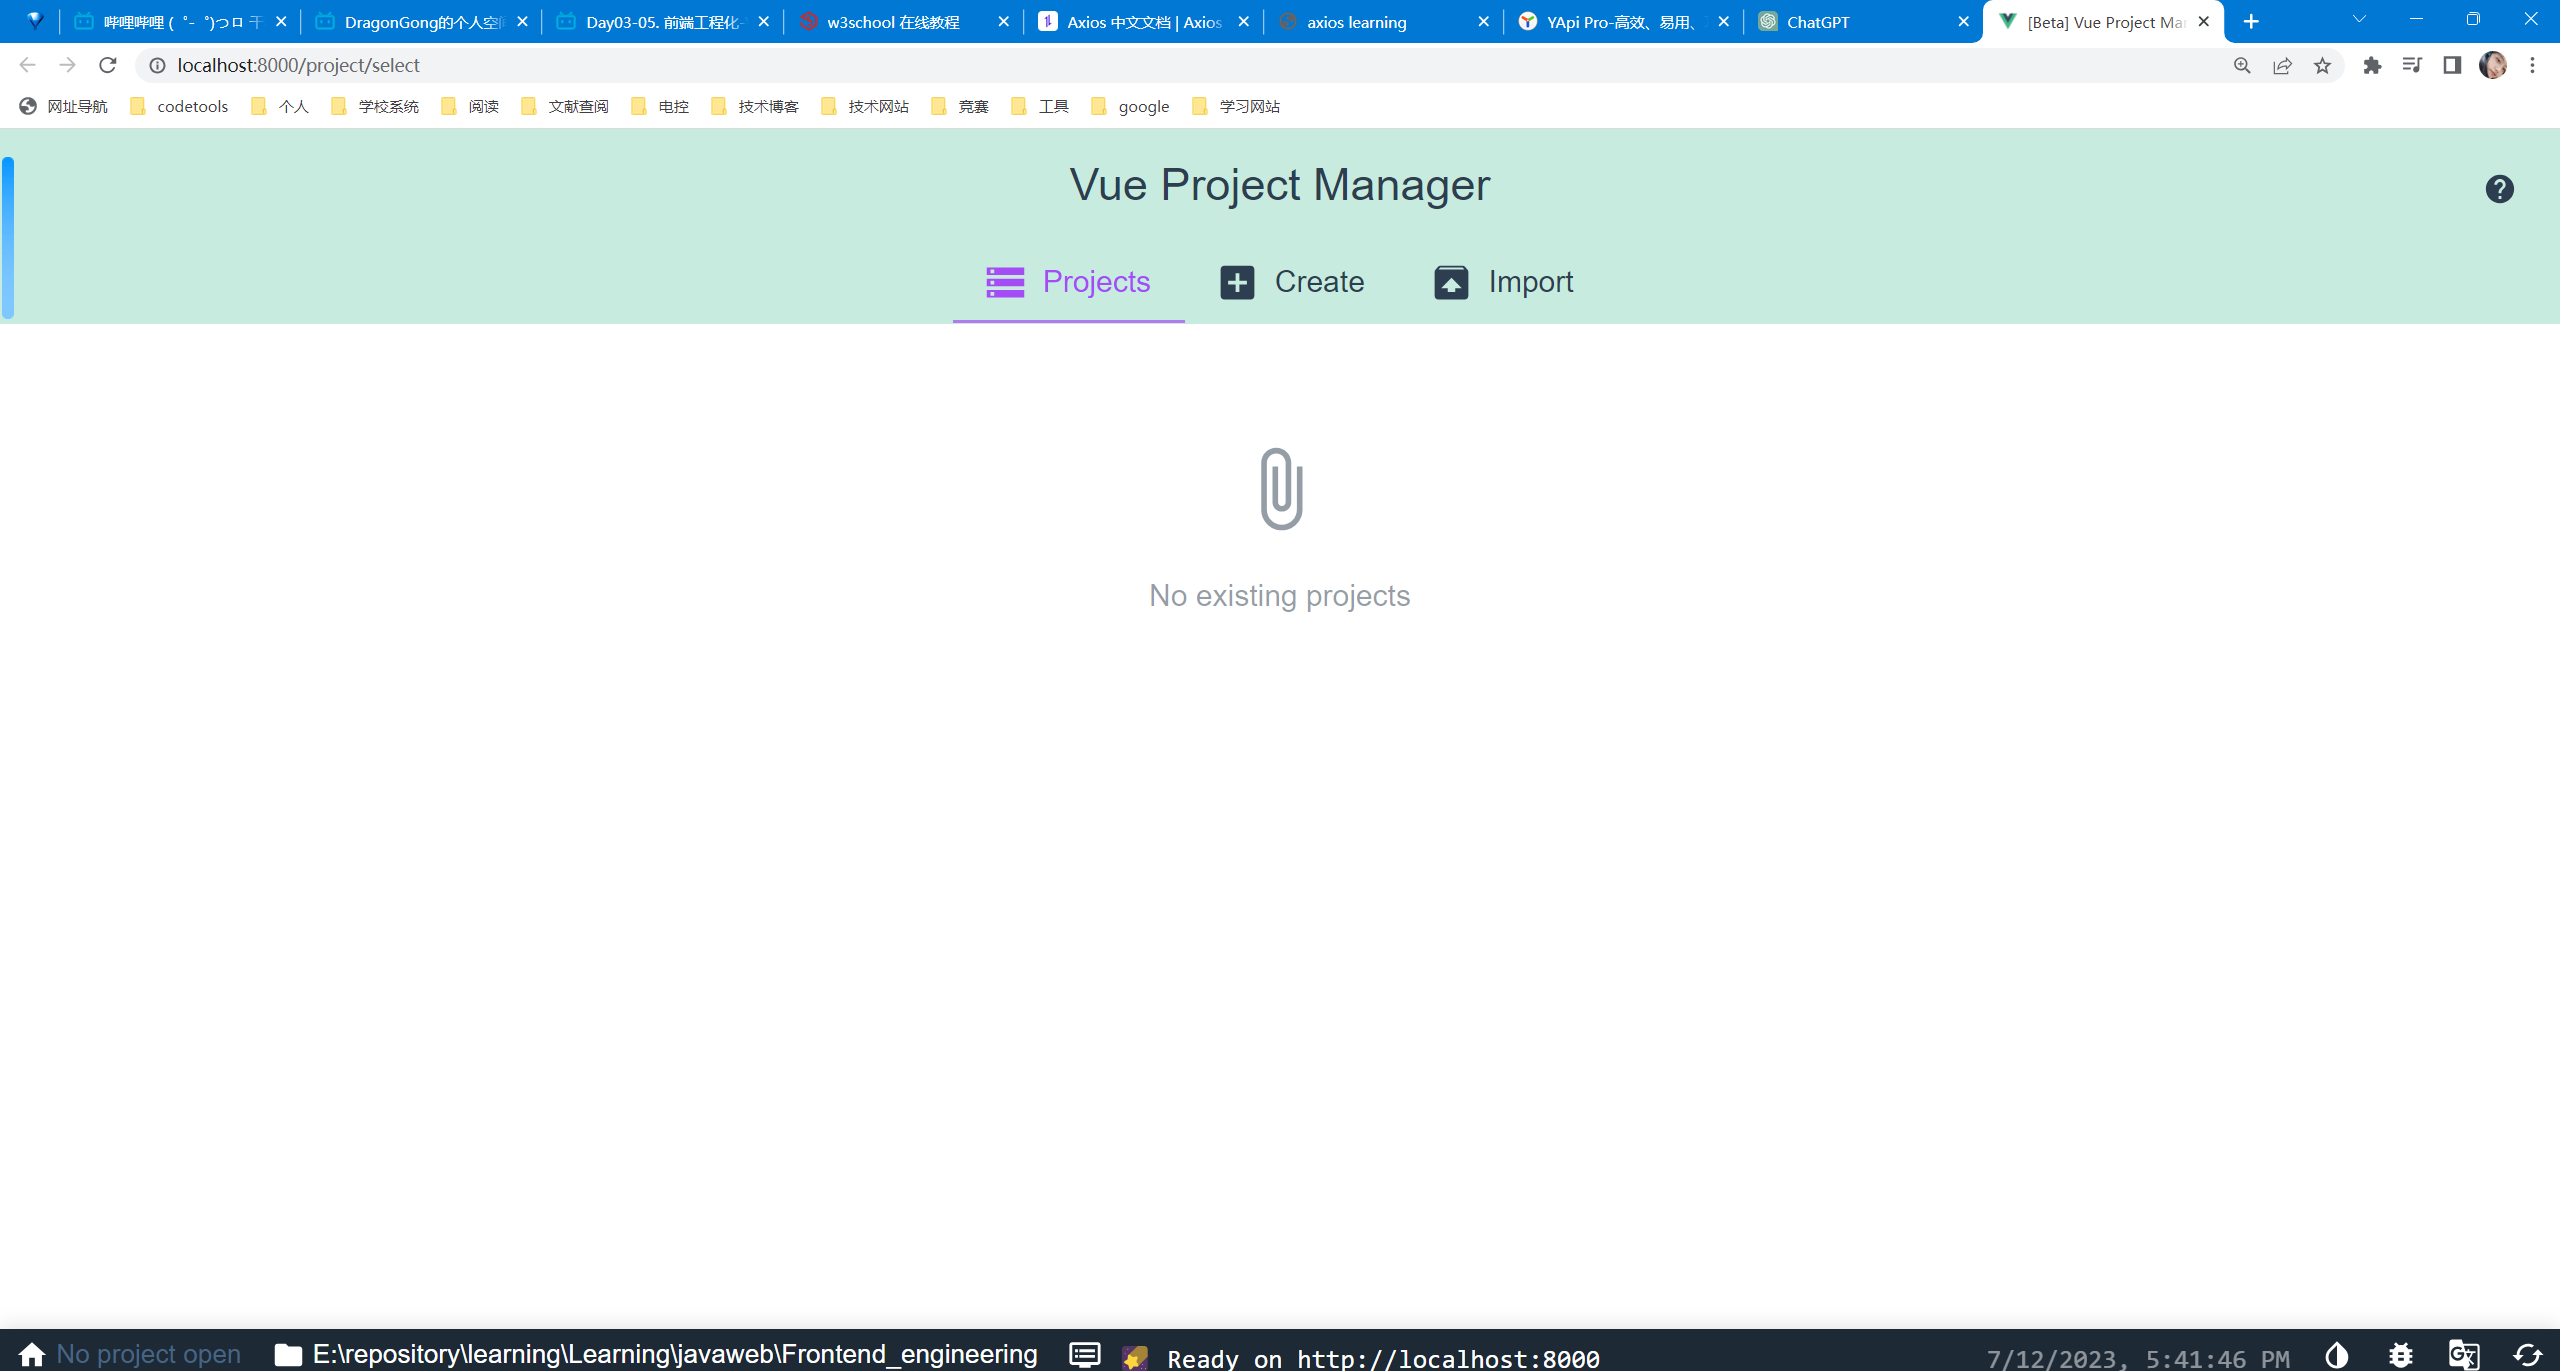 哔哩哔哩 ( ゜- ゜)つロ 干
DragonGong的个人空间
Day03-05. 前端工程化-
w3school 在线教程
Axios 中文文档 | Axios
axios learning
YApi Pro-高效、易用、
ChatGPT
[Beta] Vue Project Ma
localhost:8000/project/select
网址导航 codetools 个人 学校系统 阅读 文献查阅 电控 技术博客 技术网站 竞赛 工具 google 学习网站
Vue Project Manager
Projects Create Import
No existing projects
No project open E:\repository\learning\Learning\javaweb\Frontend_engineering Ready on http://localhost:8000 7/12/2023, 5:41:46 PM